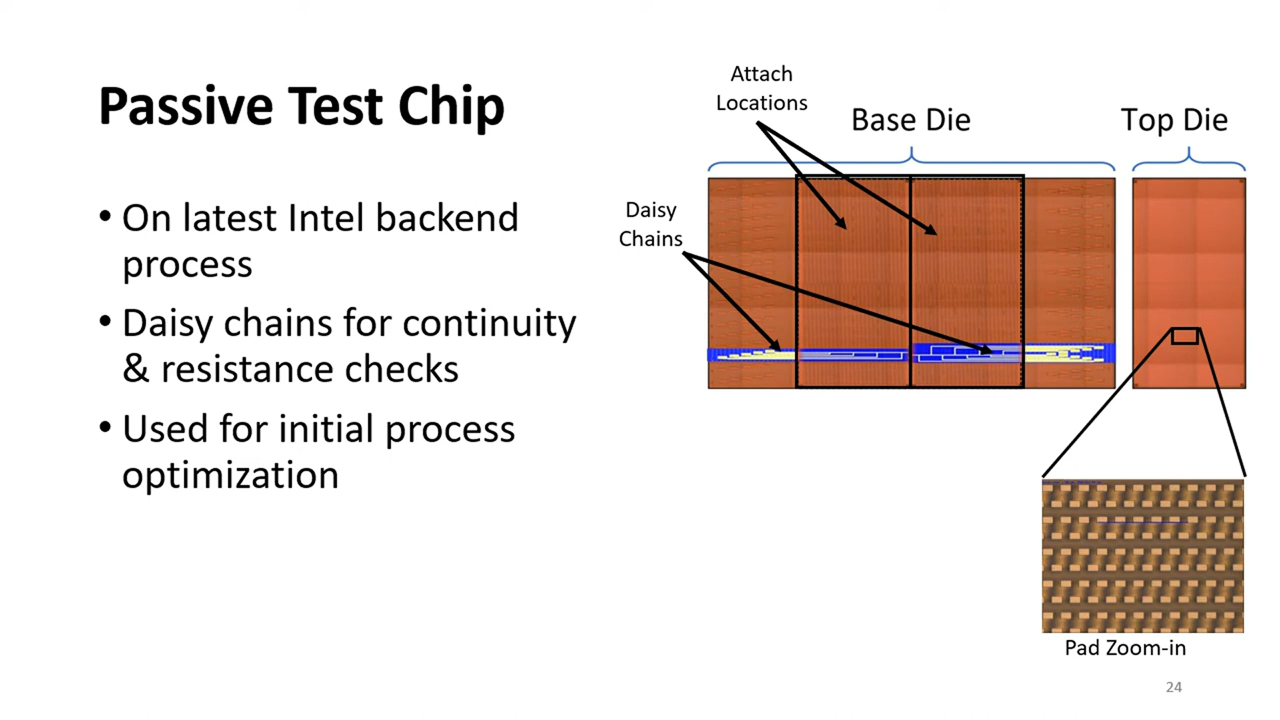 Passive Test Chip
• On latest Intel backend
process
• Daisy chains for continuity
& resistance checks
• Used for initial process
optimization
Attach
Locations
Base Die
Top Die
Daisy
Chains
Pad Zoom-in
24